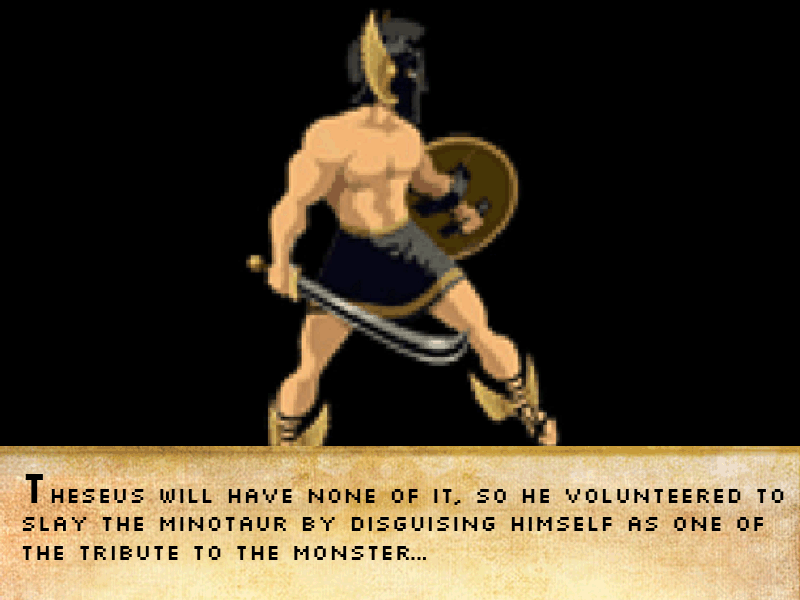 THESEUS WILL HAVE NONE OF IT, SO HE VOLUNTEERED TO
SLAY THE MINOTAUR BY DISGUISING HIMSELF AS ONE OF
THE TRIBUTE TO THE MONSTER...